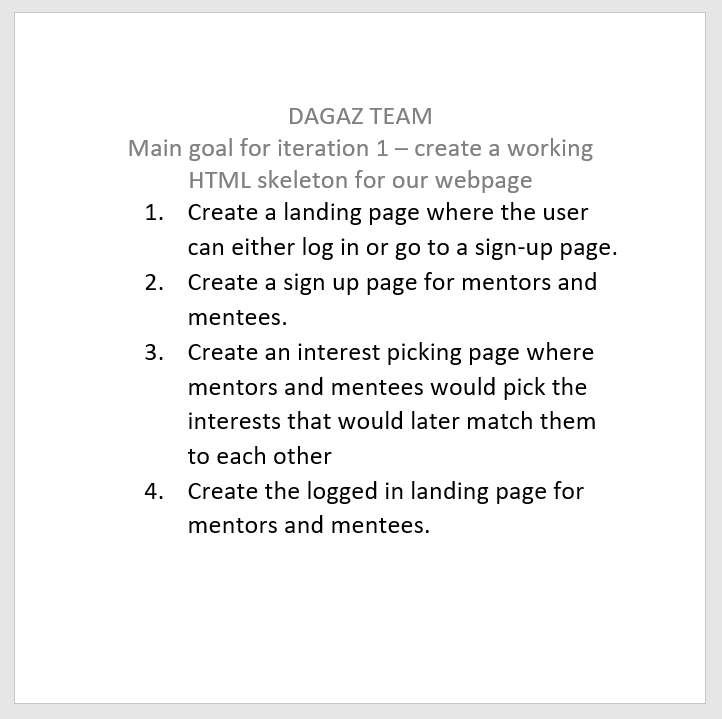 DAGAZ TEAM
Main goal for iteration 1 – create a working
HTML skeleton for our webpage
1. Create a landing page where the user
can either log in or go to a sign-up page.
2. Create a sign up page for mentors and
mentees.
3. Create an interest picking page where
mentors and mentees would pick the
interests that would later match them
to each other
4. Create the logged in landing page for
mentors and mentees.